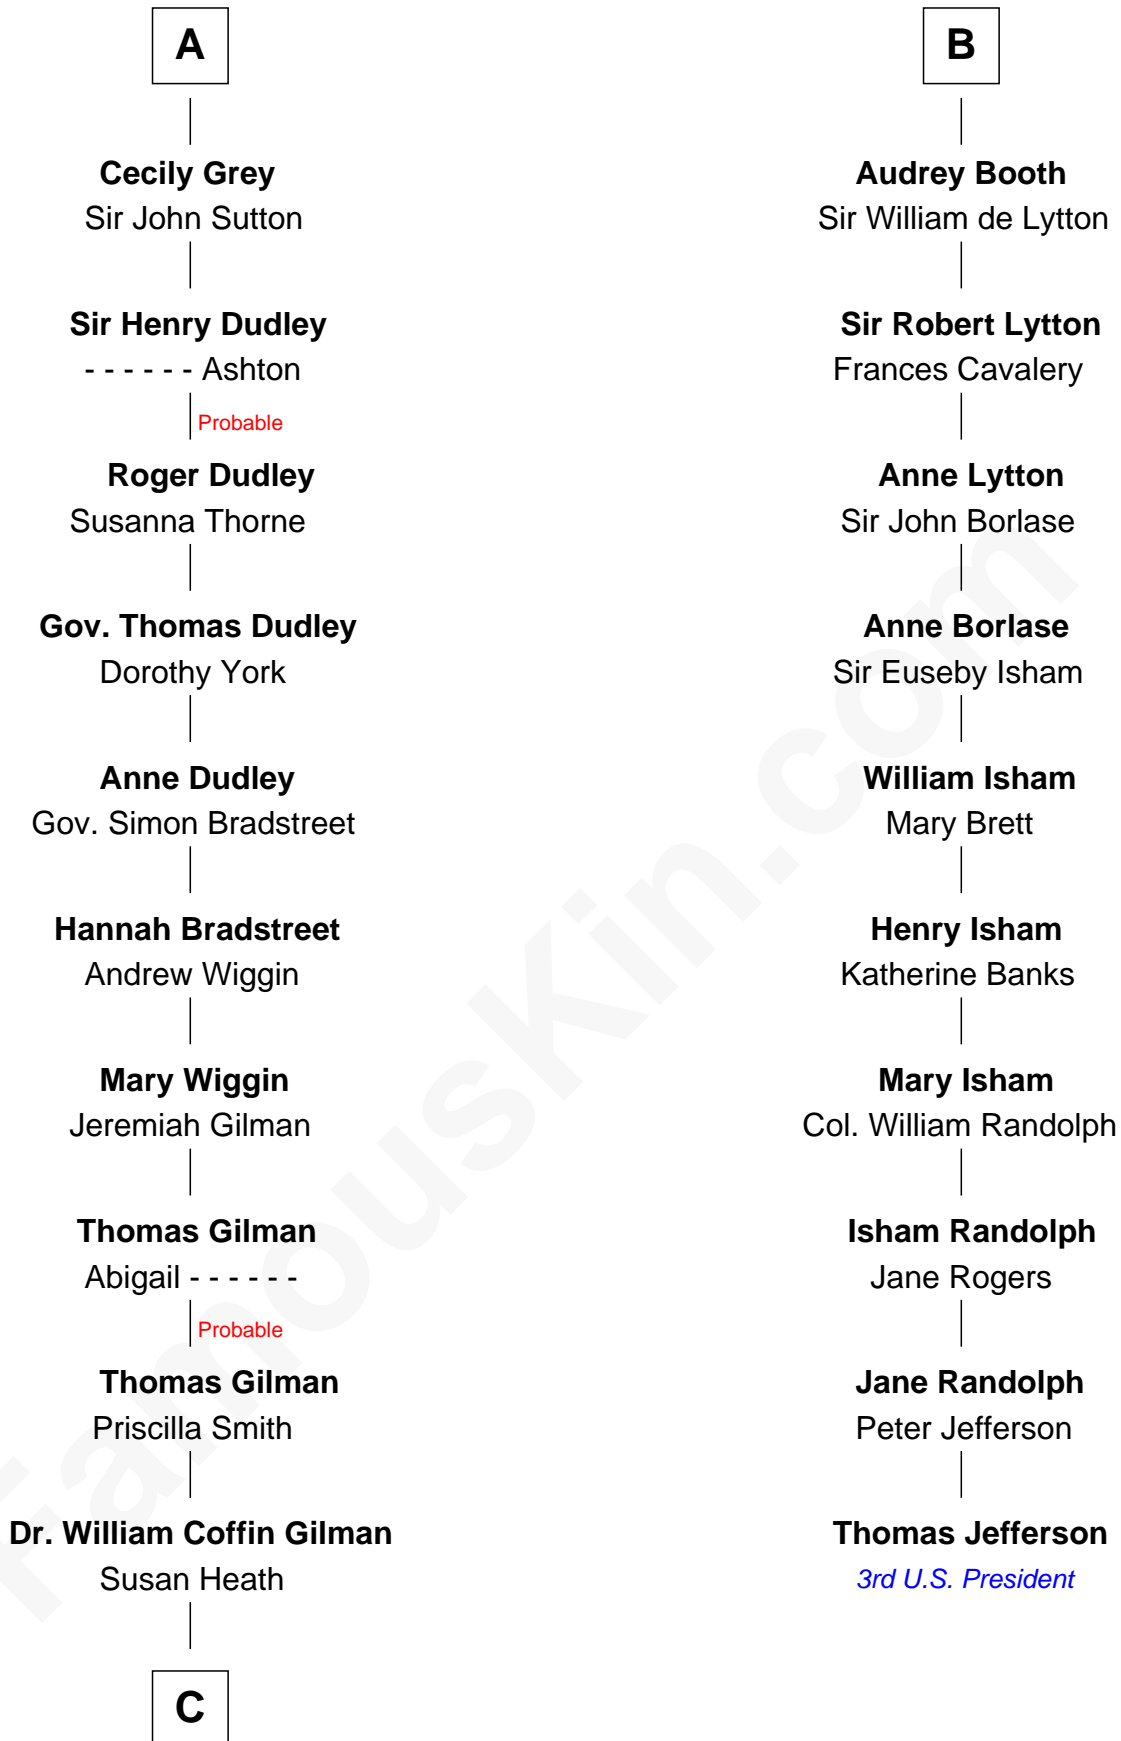 A
Cecily Grey
Sir John Sutton
Sir Henry Dudley
- - - - - - Ashton
Probable
Roger Dudley
Susanna Thorne
Gov. Thomas Dudley
Dorothy York
Anne Dudley
Gov. Simon Bradstreet
Hannah Bradstreet
Andrew Wiggin
Mary Wiggin
Jeremiah Gilman
Thomas Gilman
Abigail - - - - - -
Probable
Thomas Gilman
Priscilla Smith
Dr. William Coffin Gilman
Susan Heath
C
B
Audrey Booth
Sir William de Lytton
Sir Robert Lytton
Frances Cavalery
Anne Lytton
Sir John Borlase
Anne Borlase
Sir Euseby Isham
William Isham
Mary Brett
Henry Isham
Katherine Banks
Mary Isham
Col. William Randolph
Isham Randolph
Jane Rogers
Jane Randolph
Peter Jefferson
Thomas Jefferson
3rd U.S. President
FamousKin.com